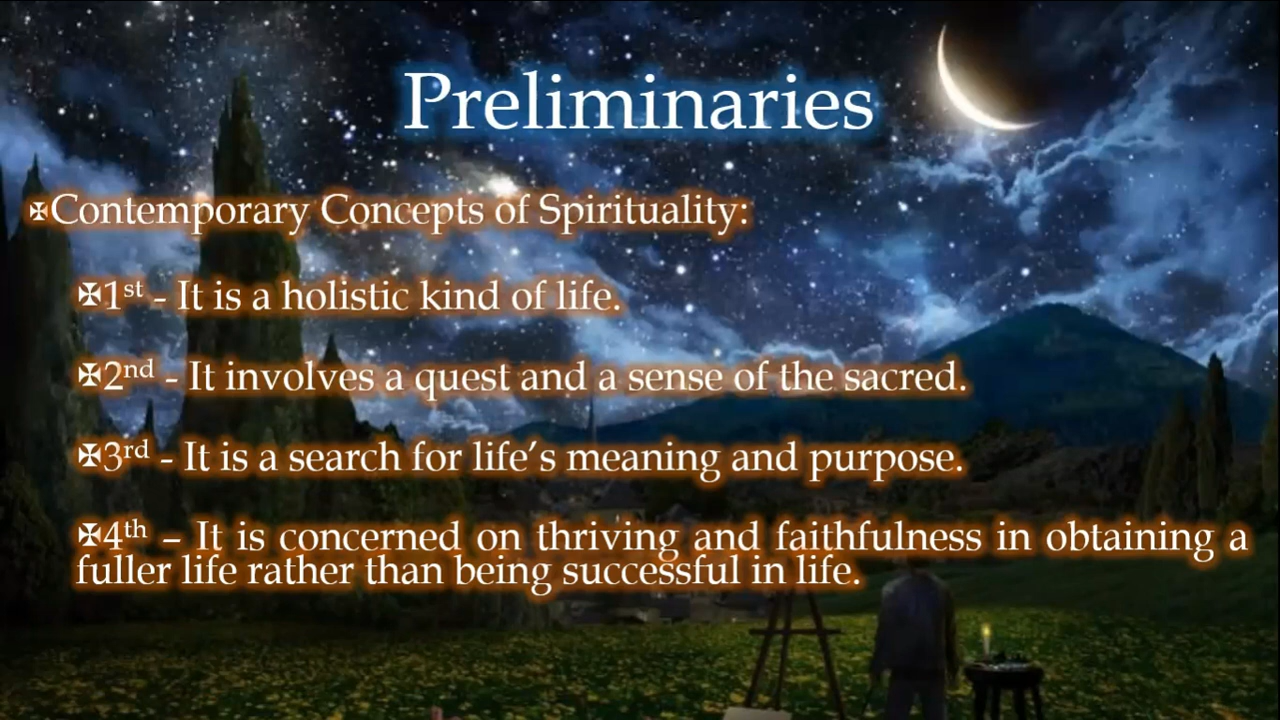 Preliminaries
✠Contemporary Concepts of Spirituality:
✠1st - It is a holistic kind of life.
✠2nd - It involves a quest and a sense of the sacred.
✠3rd - It is a search for life’s meaning and purpose.
✠4th – It is concerned on thriving and faithfulness in obtaining a
fuller life rather than being successful in life.